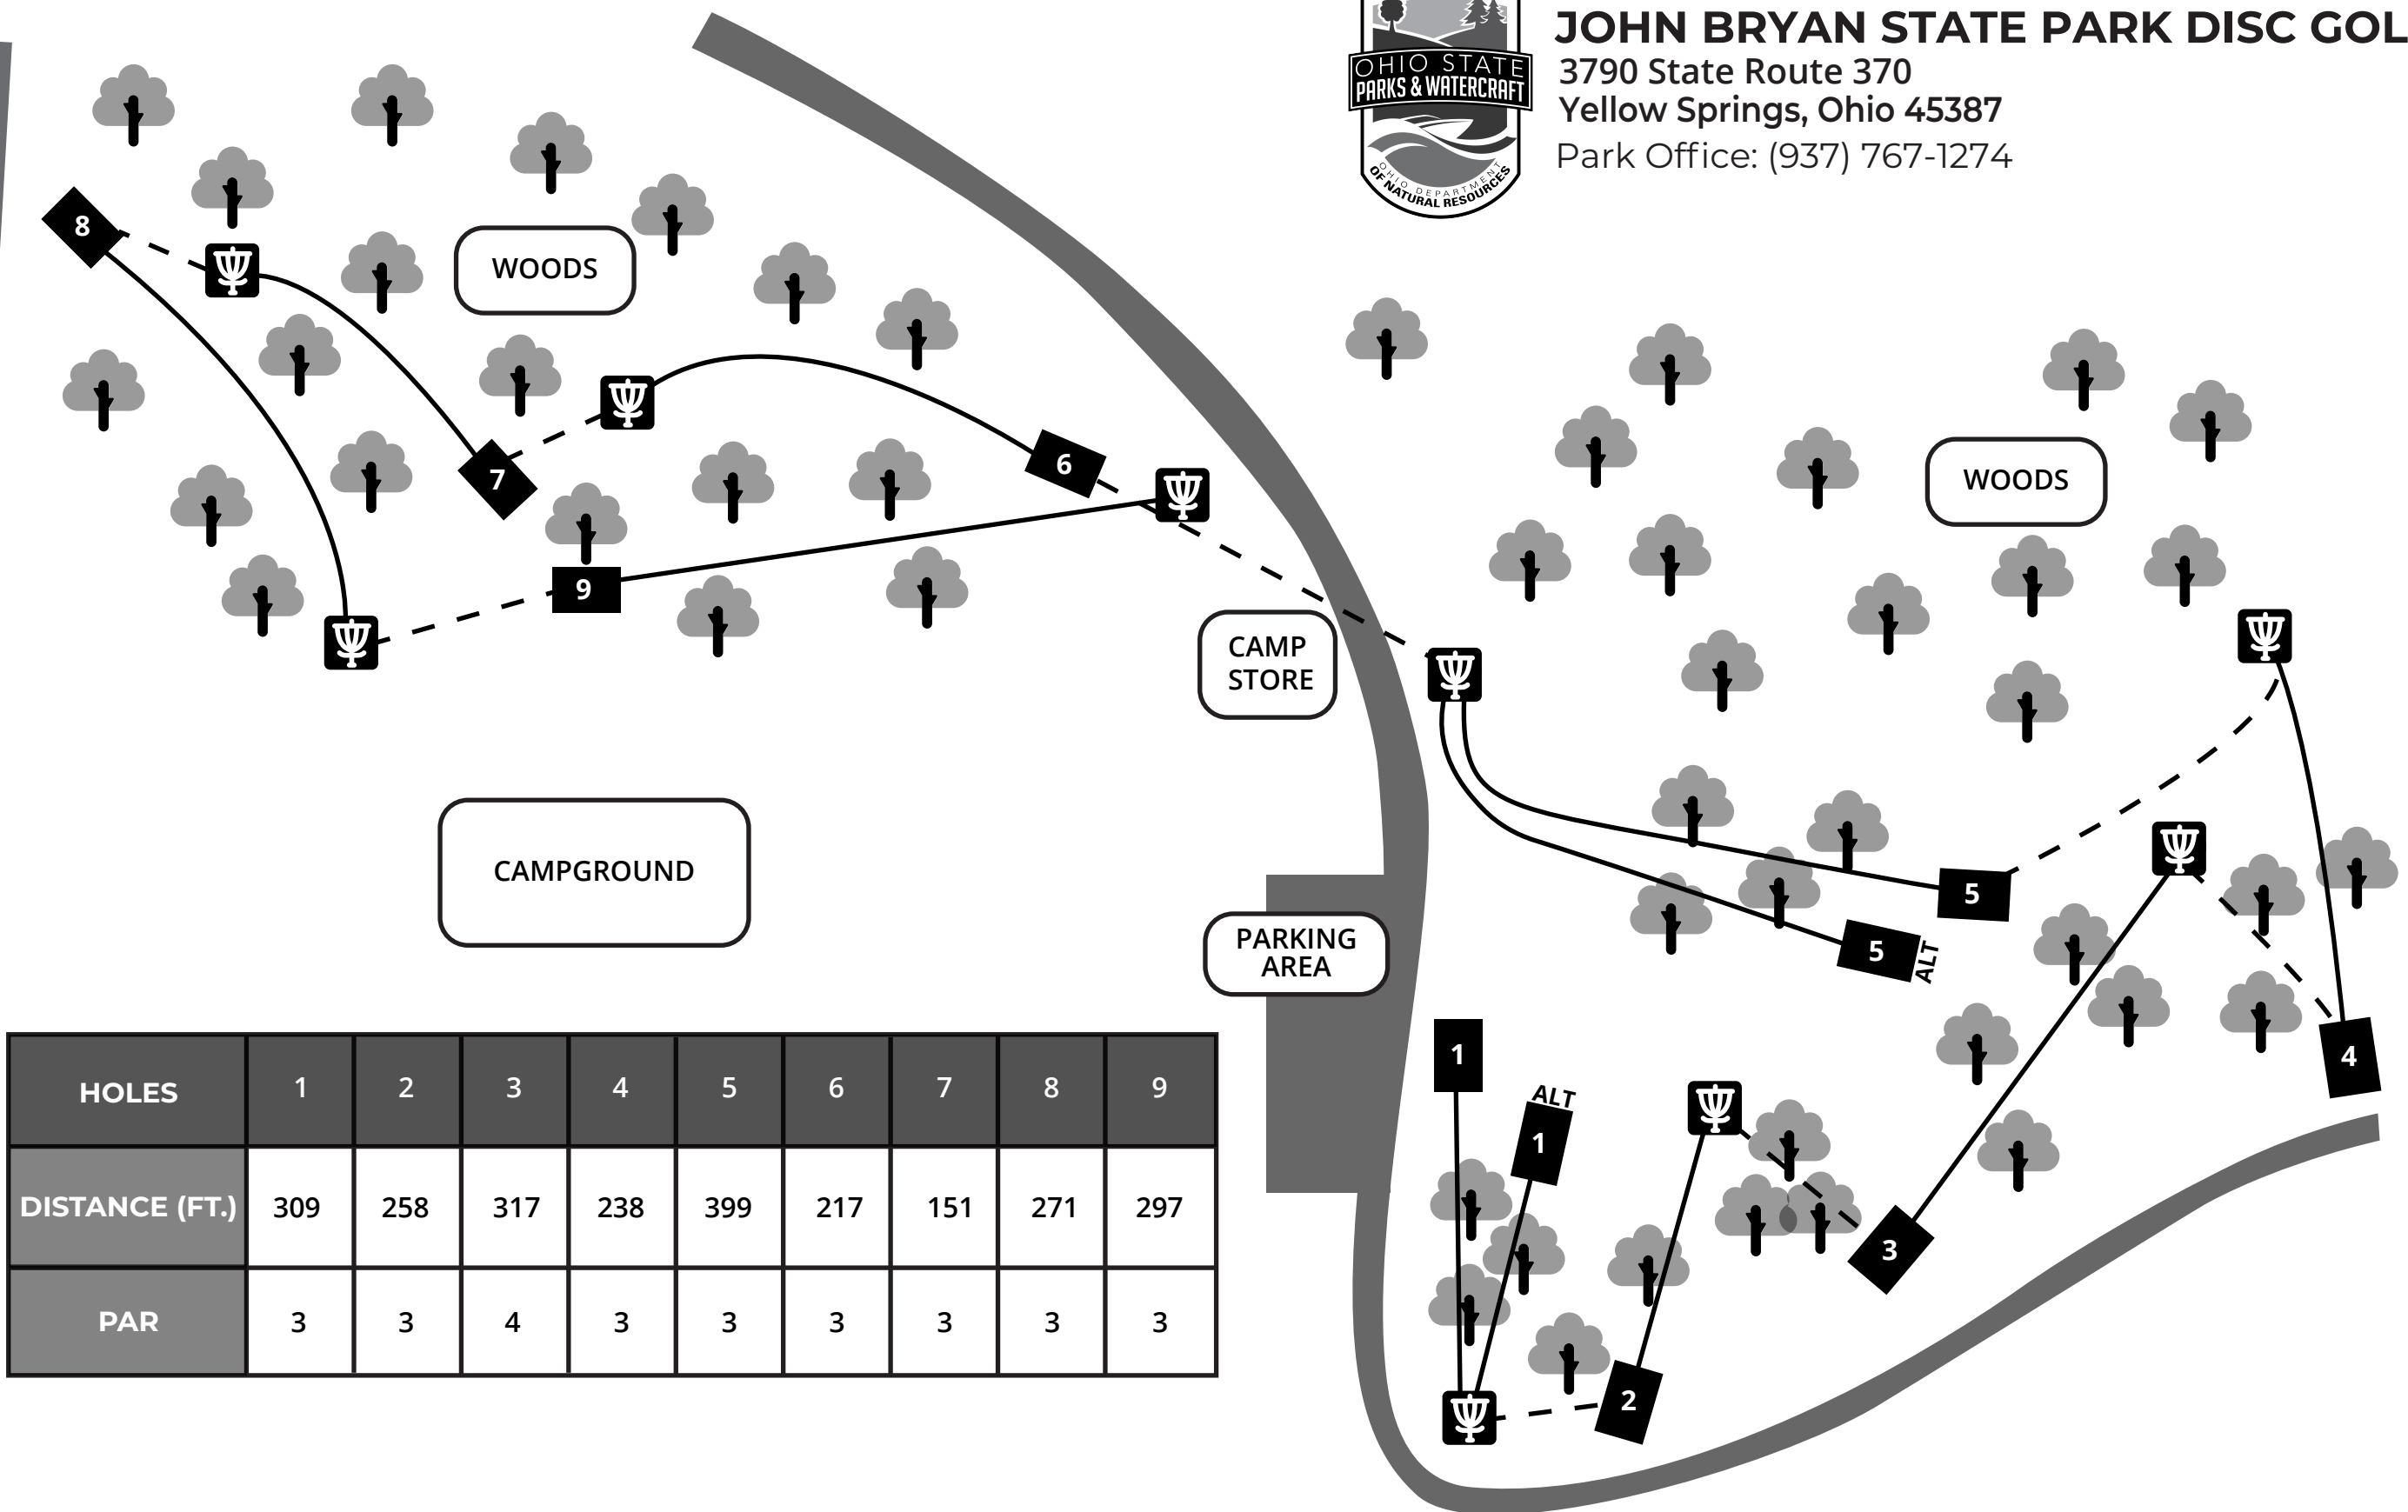 JOHN BRYAN STATE PARK DISC GOL
3790 State Route 370
Yellow Springs, Ohio 45387
Park Office: (937) 767-1274
OHIO STATE
PARKS & WATERCRAFT
OHIO DEPARTMENT
OF NATURAL RESOURCES
8
WOODS
7
6
9
WOODS
CAMP
STORE
CAMPGROUND
PARKING
AREA
5
5
ALT
4
1
ALT
1
3
2
HOLES 1 2 3 4 5 6 7 8 9
DISTANCE (FT.) 309 258 317 238 399 217 151 271 297
PAR 3 3 4 3 3 3 3 3 3